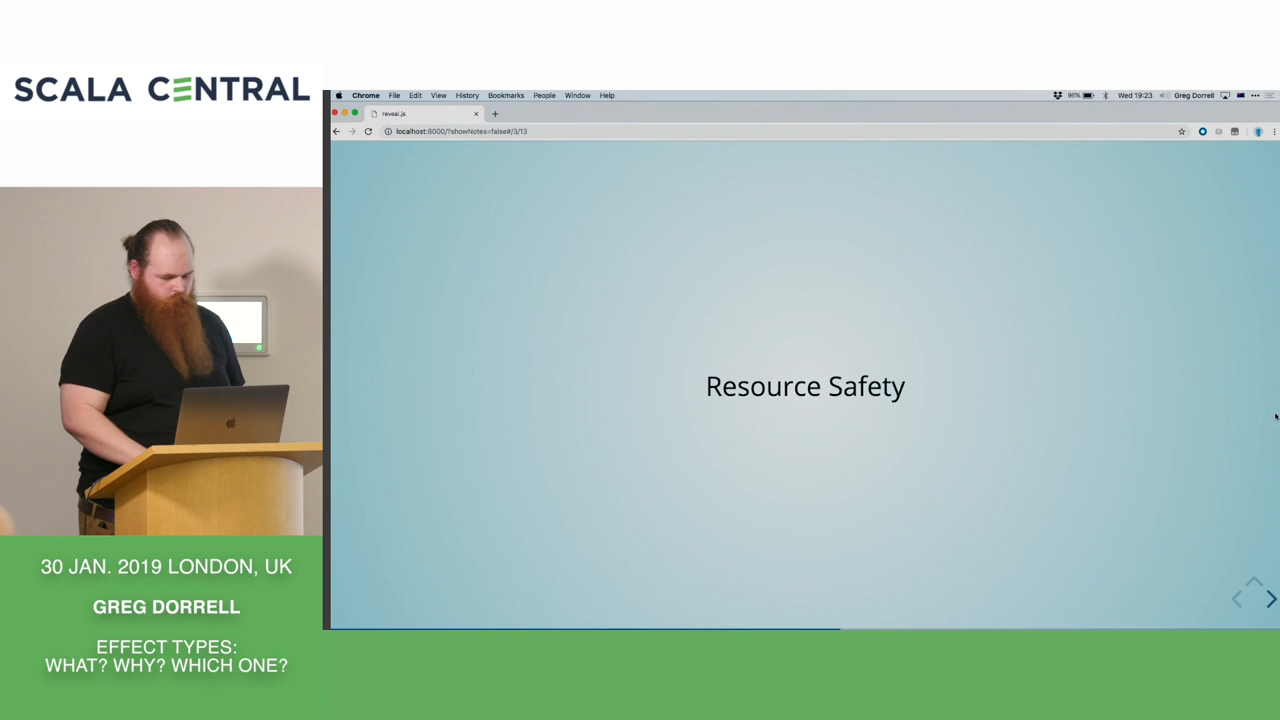 SCALA CENTRAL
Chrome File Edit View History Bookmarks People Window Help
96% Wed 19:23 Greg Dorrell
reveal.js
localhost:8000/?showNotes=false#/3/13
Resource Safety
30 JAN. 2019 LONDON, UK
GREG DORRELL
EFFECT TYPES:
WHAT? WHY? WHICH ONE?